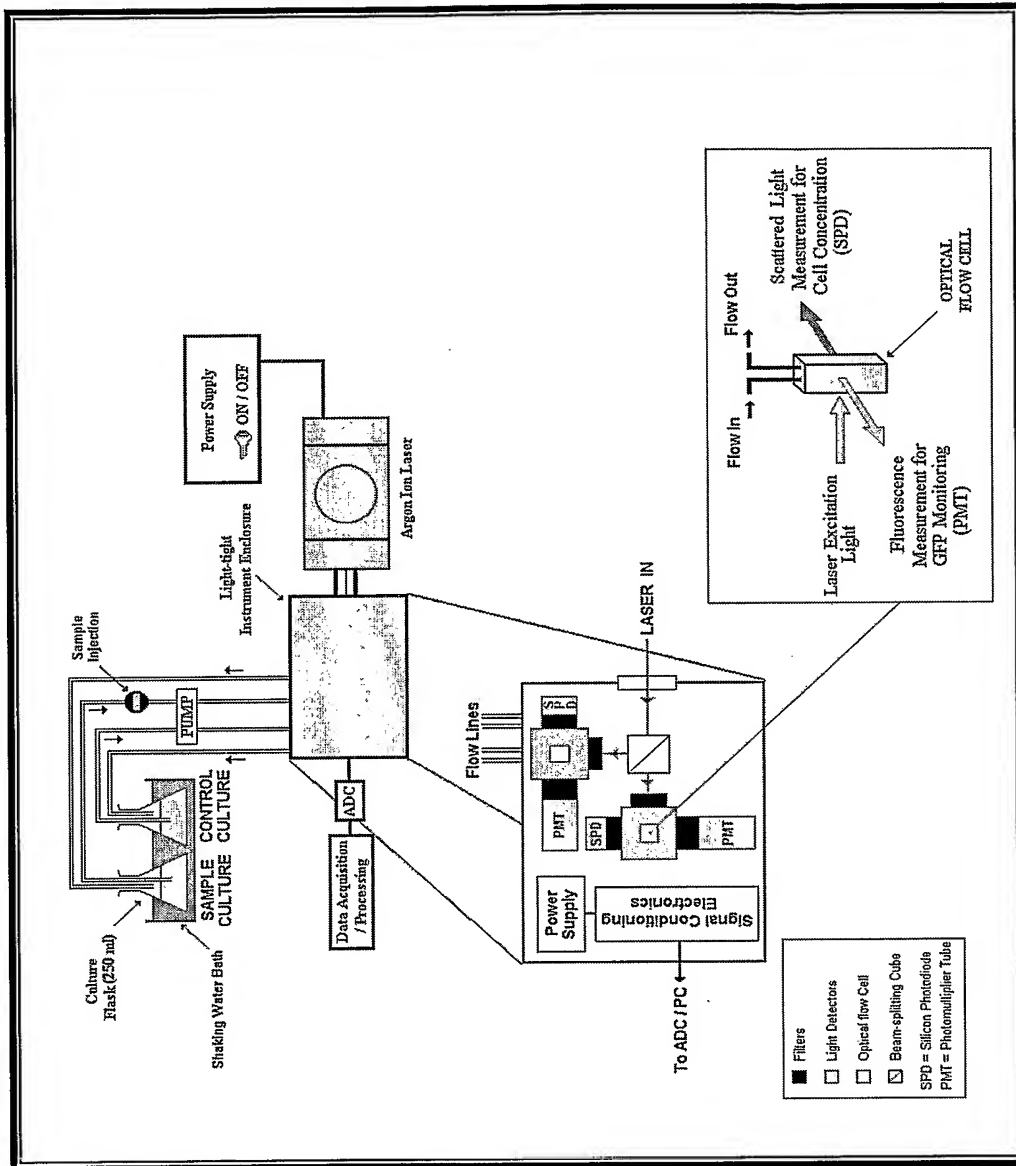 Culture
Flask (250 ml)
Shaking Water Bath
SAMPLE
CULTURE
CONTROL
CULTURE
PUMP
Sample
Injection
Light-tight
Instrument Enclosure
Power Supply
ON / OFF
Argon Ion Laser
ADC
Data Acquisition
/ Processing
Flow Lines
SPD
PMT
LASER IN
SPD
PMT
Power
Supply
Signal Conditioning
Electronics
To ADC / PC
Flow In
Flow Out
Scattered Light
Measurement for
Cell Concentration
(SPD)
Laser Excitation
Light
Fluorescence
Measurement for
GFP Monitoring
(PMT)
OPTICAL
FLOW CELL
Filters
Light Detectors
Optical flow Cell
Beam-splitting Cube
SPD = Silicon Photodiode
PMT = Photomultiplier Tube